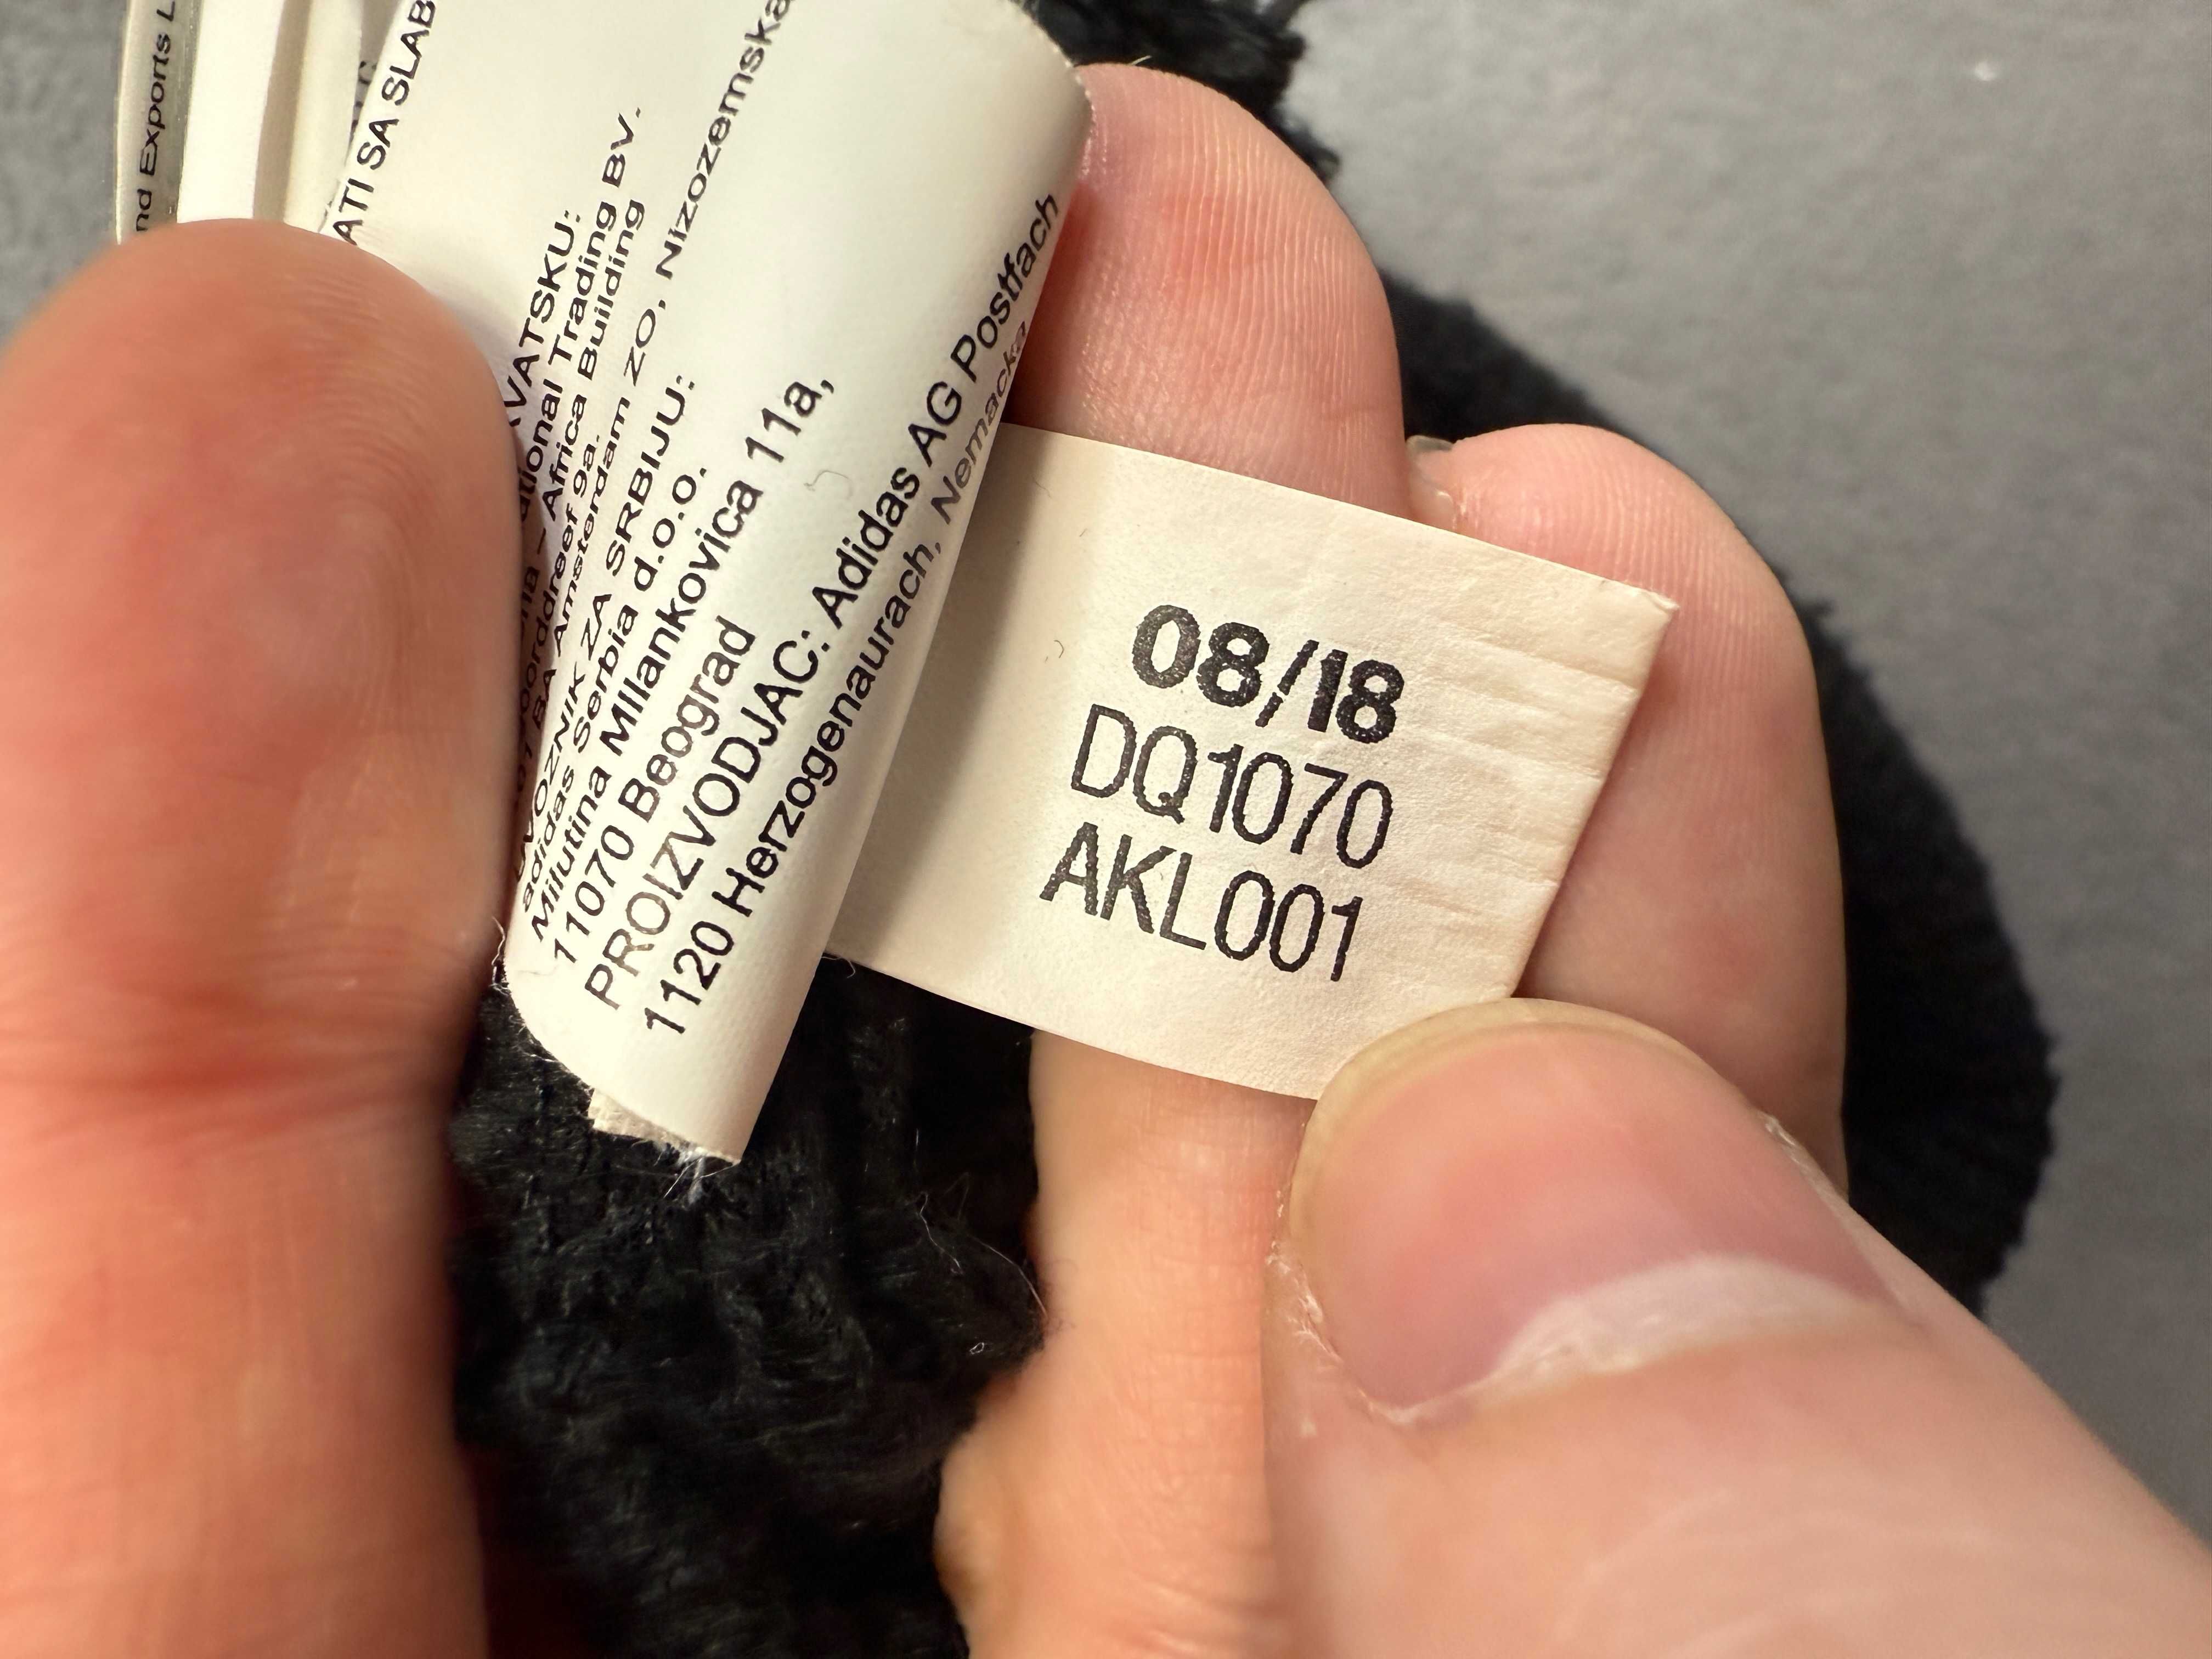 nd Exports L
ATI SA SLAB
VATSKU:
ational Trading BV.
– Africa Building
9a.
BA Amsterdam ZO, Nizozemska
UVOZNIK ZA SRBIJU:
adidas Serbia d.o.o.
Milutina MIlankovica 11a,
11070 Beograd
PROIZVODJAC: Adidas AG Postfach
1120 Herzogenaurach, Nemacka
08/18
DQ1070
AKL001